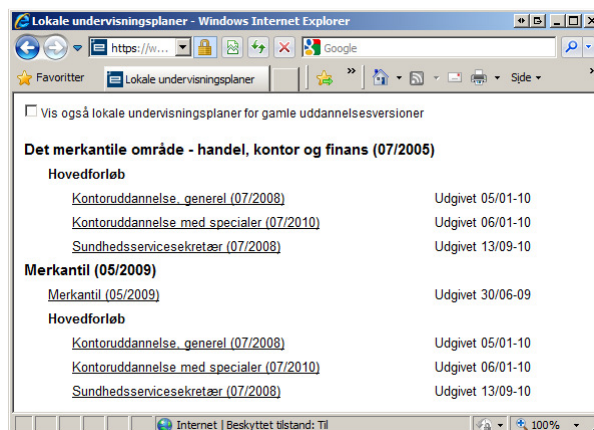 Lokale undervisningsplaner - Windows Internet Explorer
https://w...
Google
Favoritter
Lokale undervisningsplaner
»
Side
»
Vis også lokale undervisningsplaner for gamle uddannelsesversioner
Det merkantile område - handel, kontor og finans (07/2005)
Hovedforløb
Kontoruddannelse, generel (07/2008) Udgivet 05/01-10
Kontoruddannelse med specialer (07/2010) Udgivet 06/01-10
Sundhedsservicesekretær (07/2008) Udgivet 13/09-10
Merkantil (05/2009)
Merkantil (05/2009) Udgivet 30/06-09
Hovedforløb
Kontoruddannelse, generel (07/2008) Udgivet 05/01-10
Kontoruddannelse med specialer (07/2010) Udgivet 06/01-10
Sundhedsservicesekretær (07/2008) Udgivet 13/09-10
Internet | Beskyttet tilstand: Til
100%